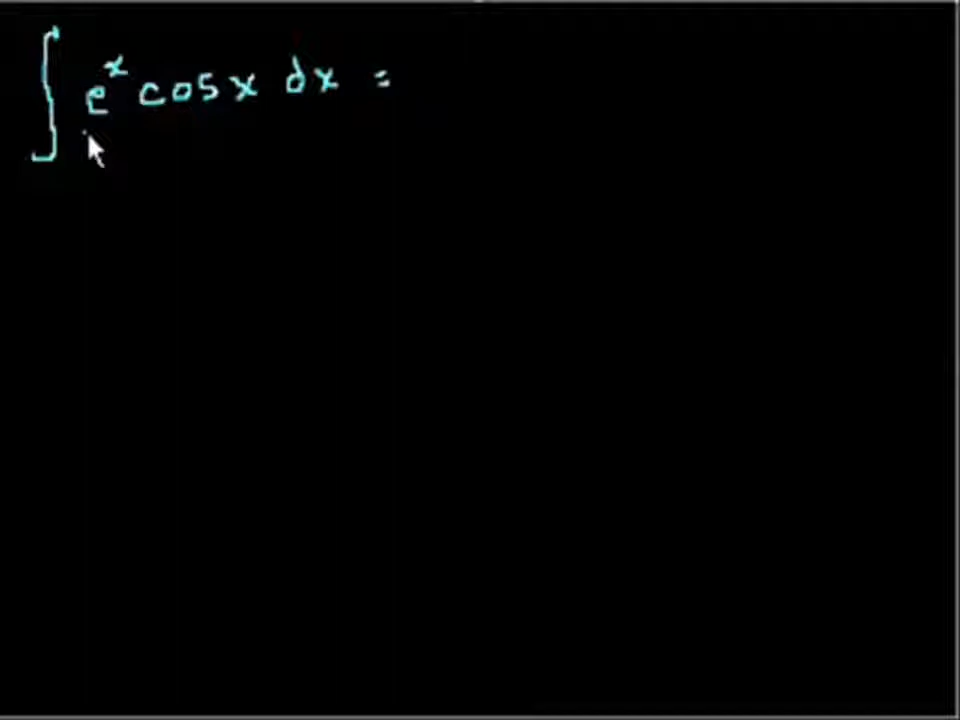 ∫ e^x cos x dx =